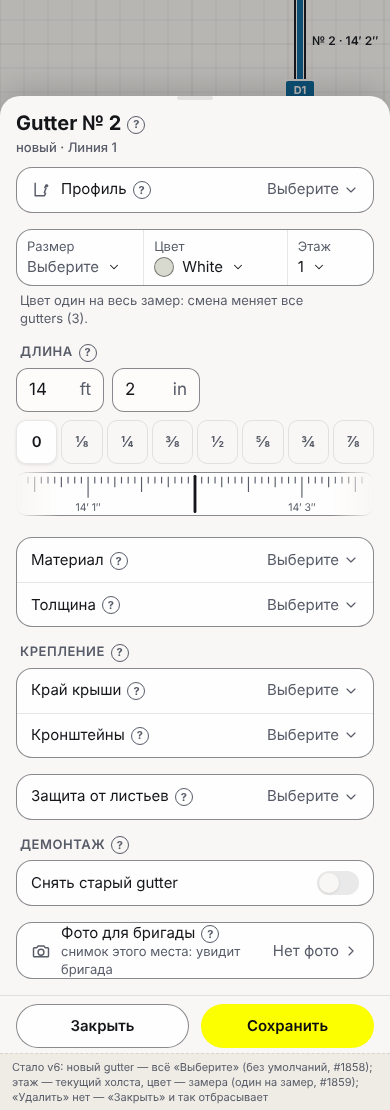 № 2 · 14′ 2″
D1
Gutter № 2 ?
новый · Линия 1
Профиль ? Выберите
Размер Цвет Этаж
Выберите White 1
Цвет один на весь замер: смена меняет все
gutters (3).
ДЛИНА ?
14 ft 2 in
0 ⅛ ¼ ⅜ ½ ⅝ ¾ ⅞
14′ 1″ 14′ 3″
Материал ? Выберите
Толщина ? Выберите
КРЕПЛЕНИЕ ?
Край крыши ? Выберите
Кронштейны ? Выберите
Защита от листьев ? Выберите
ДЕМОНТАЖ ?
Снять старый gutter
Фото для бригады ?
снимок этого места: увидит
бригада
Нет фото
Закрыть Сохранить
Стало v6: новый gutter — всё «Выберите» (без умолчаний, #1858);
этаж — текущий холста, цвет — замера (один на замер, #1859);
«Удалить» нет — «Закрыть» и так отбрасывает